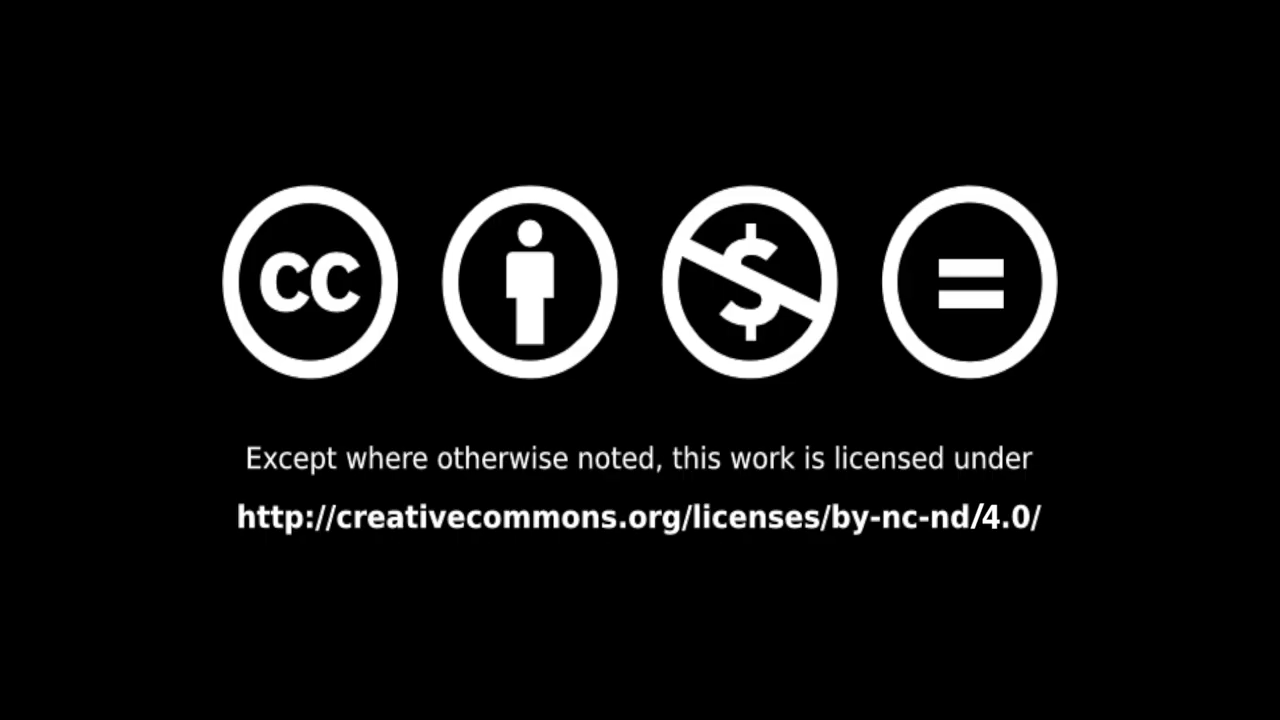 cc
$
=
Except where otherwise noted, this work is licensed under
http://creativecommons.org/licenses/by-nc-nd/4.0/